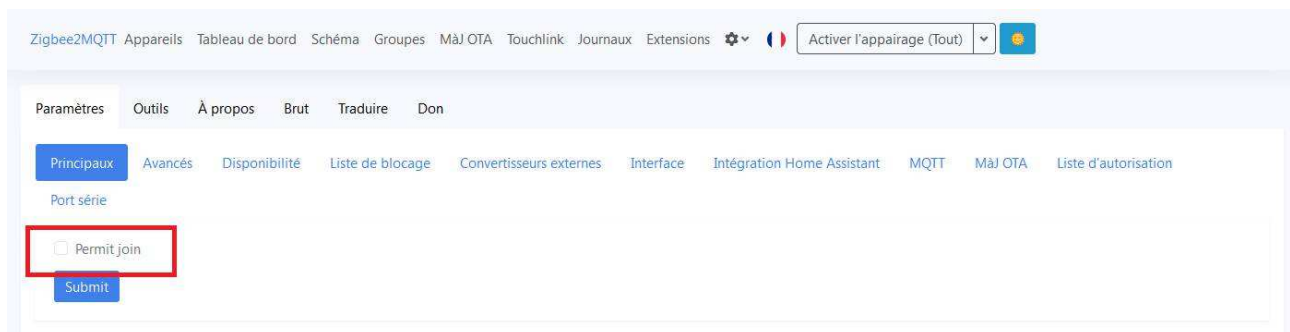 Zigbee2MQTT Appareils Tableau de bord Schéma Groupes MàJ OTA Touchlink Journaux Extensions Activer l'appairage (Tout)
Paramètres Outils À propos Brut Traduire Don
Principaux Avancés Disponibilité Liste de blocage Convertisseurs externes Interface Intégration Home Assistant MQTT MàJ OTA Liste d'autorisation
Port série
Permit join
Submit